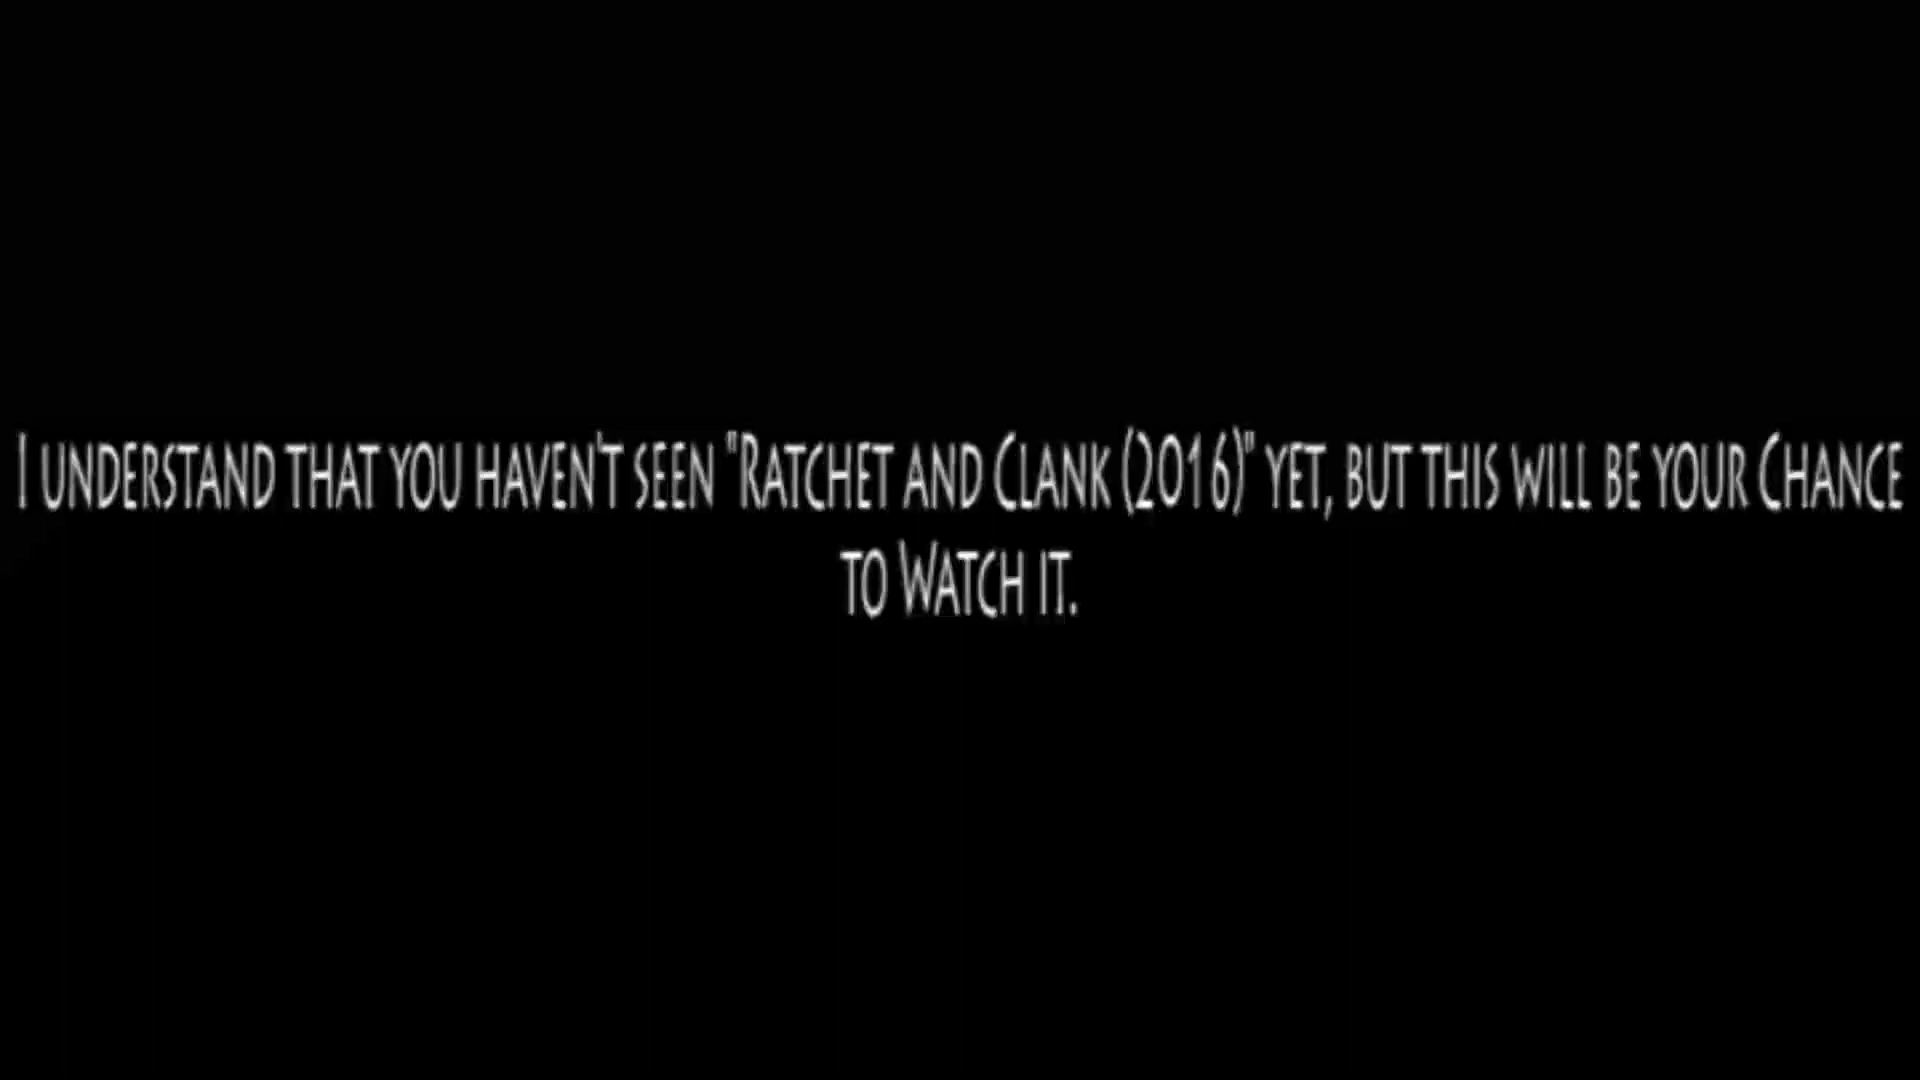 I understand that you haven't seen "Ratchet and Clank (2016)" yet, but this will be your Chance
to Watch it.